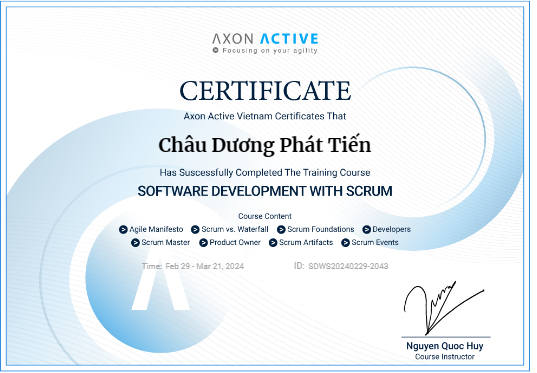 AXON ACTIVE
Focusing on your agility
CERTIFICATE
Axon Active Vietnam Certificates That
Châu Dương Phát Tiến
Has Successfully Completed The Training Course
SOFTWARE DEVELOPMENT WITH SCRUM
Course Content
Agile Manifesto Scrum vs. Waterfall Scrum Foundations Developers
Scrum Master Product Owner Scrum Artifacts Scrum Events
Time: Feb 29 - Mar 21, 2024 ID: SDWS20240229-2043
Nguyen Quoc Huy
Course Instructor